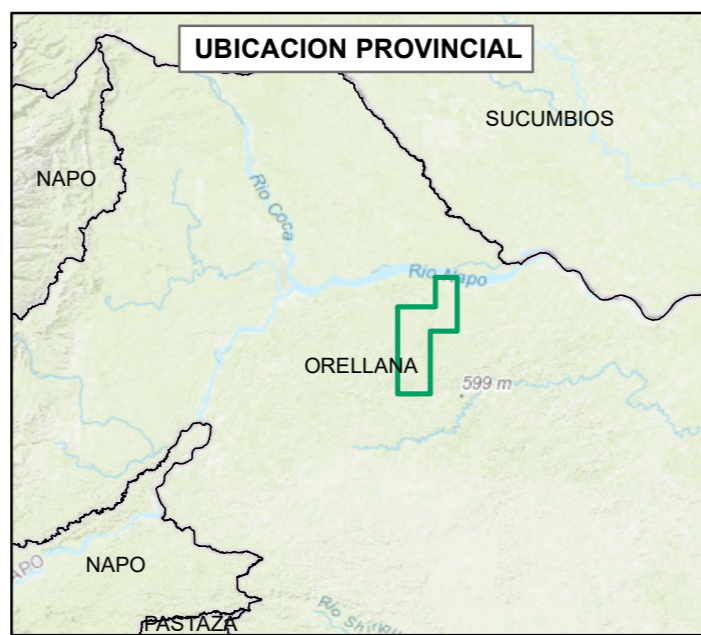 UBICACION PROVINCIAL
SUCUMBIOS
NAPO
Rio Coca
Rio Napo
ORELLANA
599 m
NAPO
PASTAZA